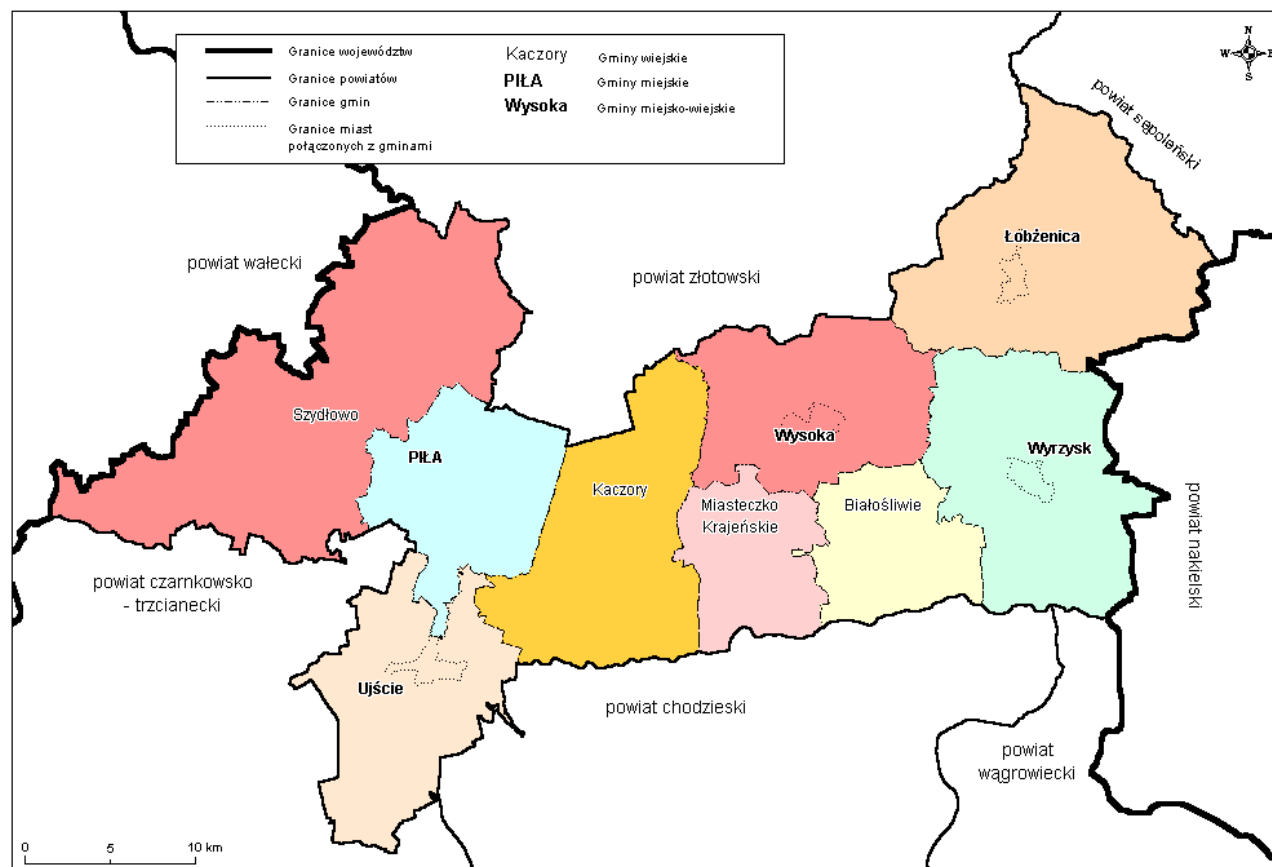 Granice województw
Granice powiatów
Granice gmin
Granice miast
połączonych z gminami
Kaczory Gminy wiejskie
PIŁA Gminy miejskie
Wysoka Gminy miejsko-wiejskie
N
W E
S
powiat sępoleński
Łobżenica
powiat wałecki
powiat złotowski
Szydłowo
PIŁA
Wysoka
Wyrzysk
Kaczory
Miasteczko
Krajeńskie
Białośliwie
powiat nakielski
powiat czarnkowsko
- trzcianecki
Ujście
powiat chodzieski
powiat
wągrowiecki
0 5 10 km